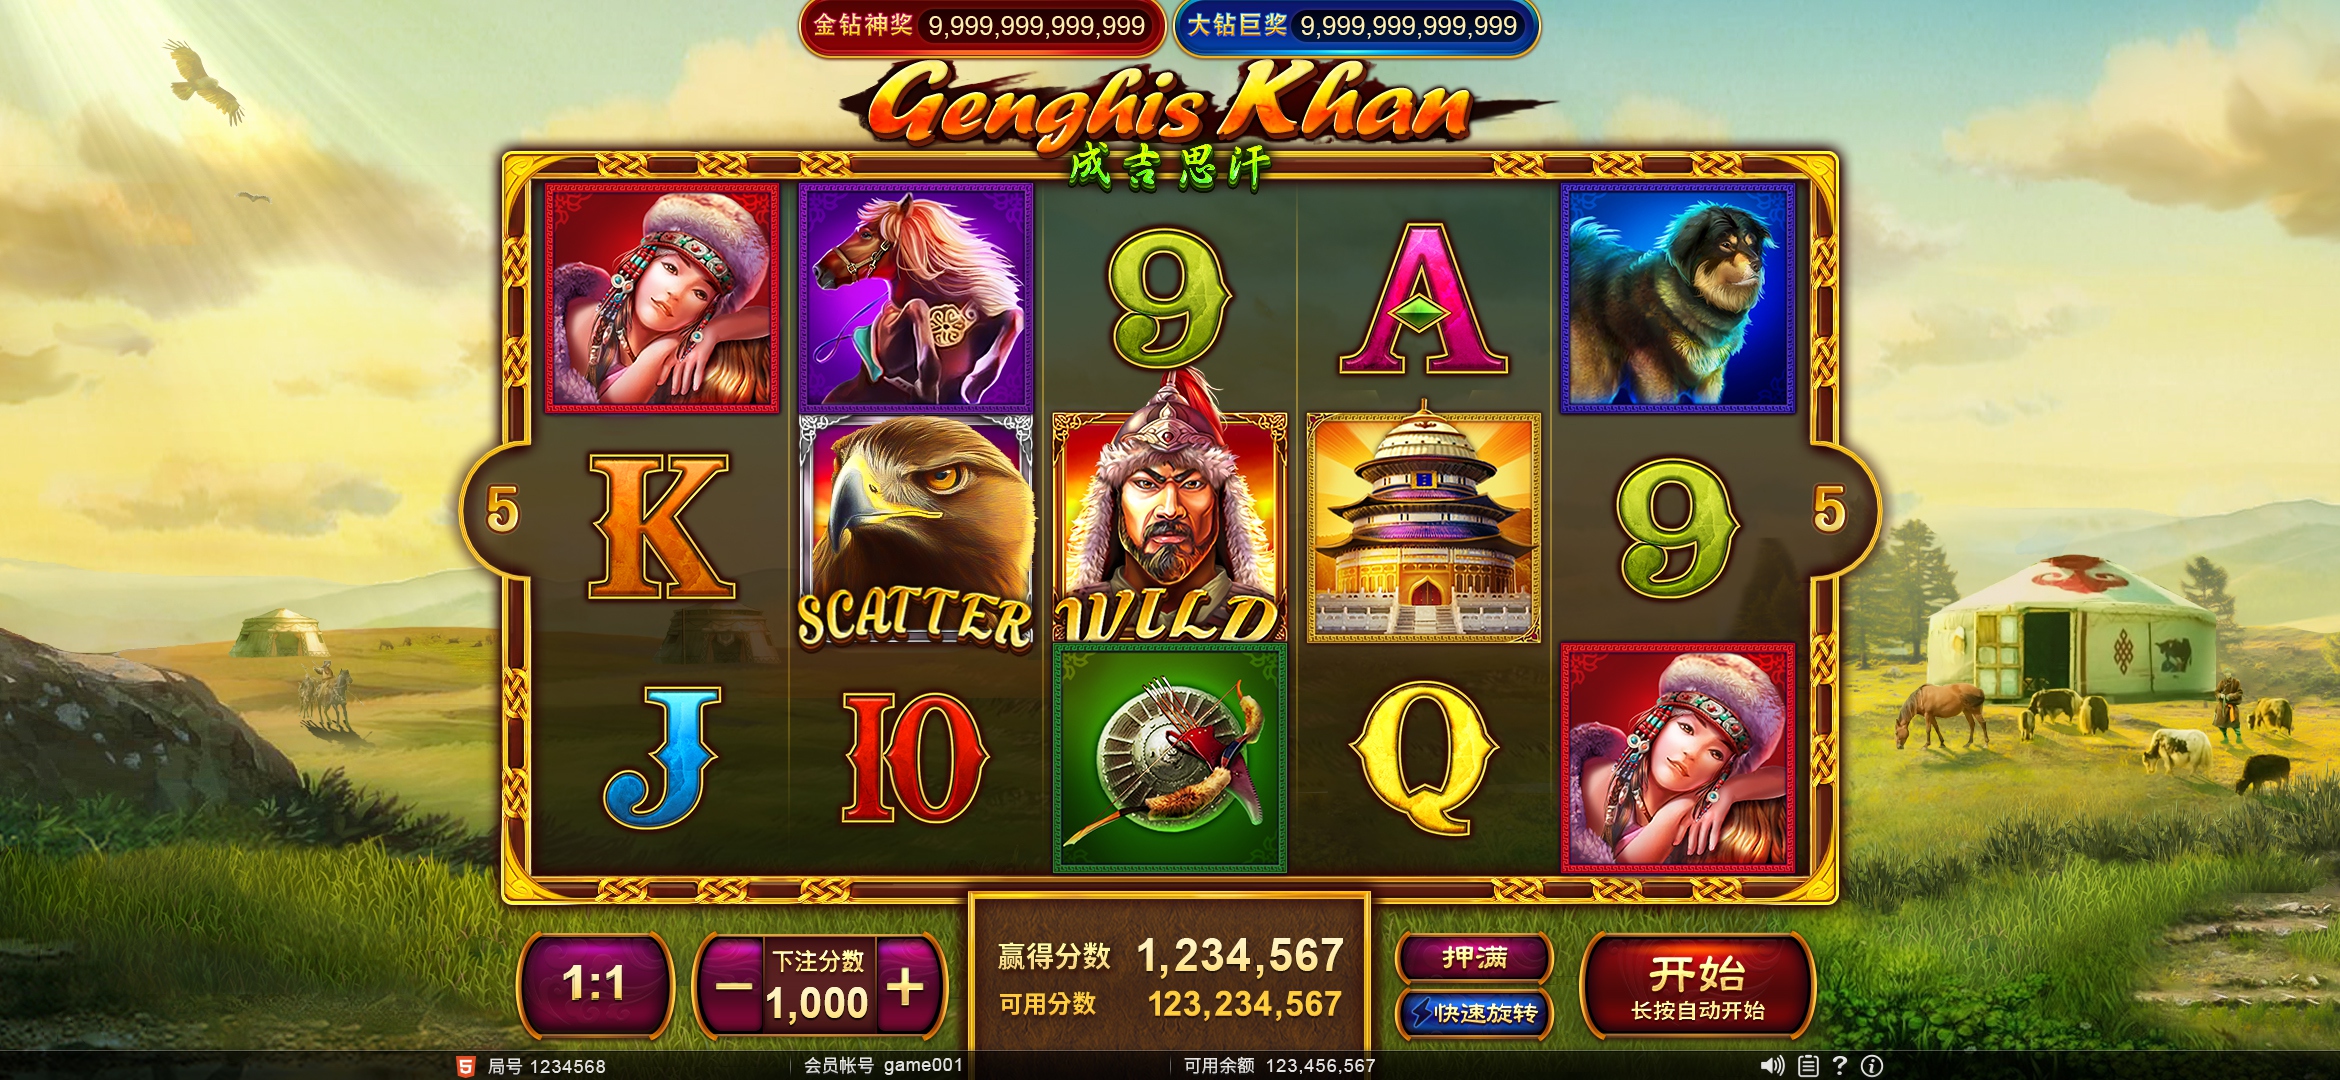 金钻神奖 9,999,999,999,999 大钻巨奖 9,999,999,999,999
Genghis Khan
成吉思汗
9 A
5 K SCATTER WILD 9 5
J 10 Q
1:1
下注分数
− 1,000 +
赢得分数 1,234,567
可用分数 123,234,567
押满
快速旋转
开始
长按自动开始
5 局号 1234568 会员帐号 game001 可用余额 123,456,567 ? i